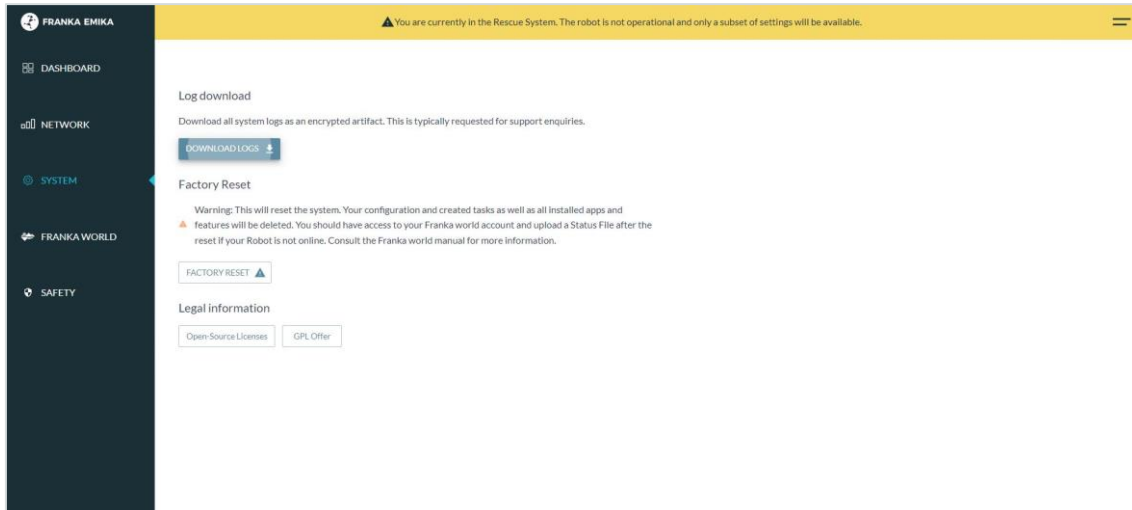 FRANKA EMIKA
You are currently in the Rescue System. The robot is not operational and only a subset of settings will be available.
DASHBOARD
NETWORK
SYSTEM
FRANKA WORLD
SAFETY
Log download
Download all system logs as an encrypted artifact. This is typically requested for support enquiries.
DOWNLOAD LOGS
Factory Reset
Warning: This will reset the system. Your configuration and created tasks as well as all installed apps and
features will be deleted. You should have access to your Franka world account and upload a Status File after the
reset if your Robot is not online. Consult the Franka world manual for more information.
FACTORY RESET
Legal information
Open-Source Licenses
GPL Offer